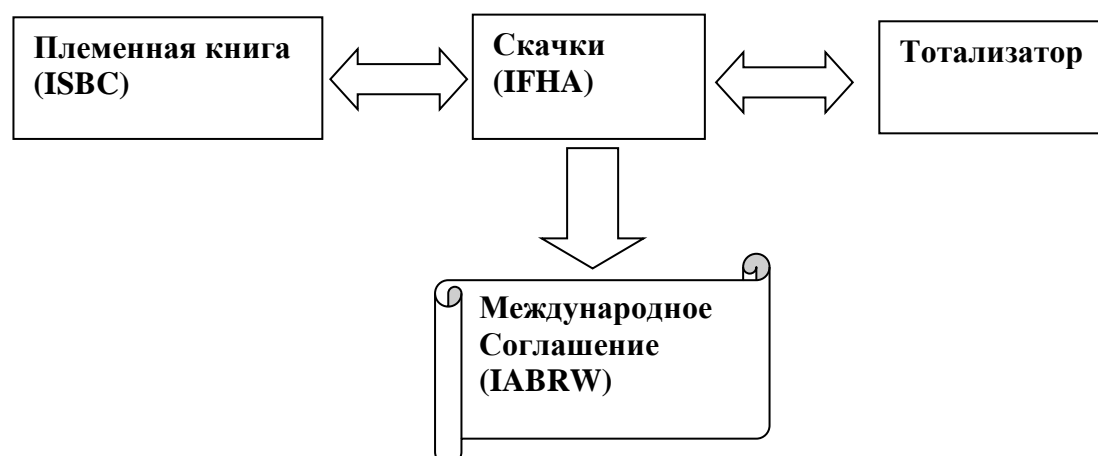 Племенная книга
(ISBC)
Скачки
(IFHA)
Тотализатор
Международное
Соглашение
(IABRW)